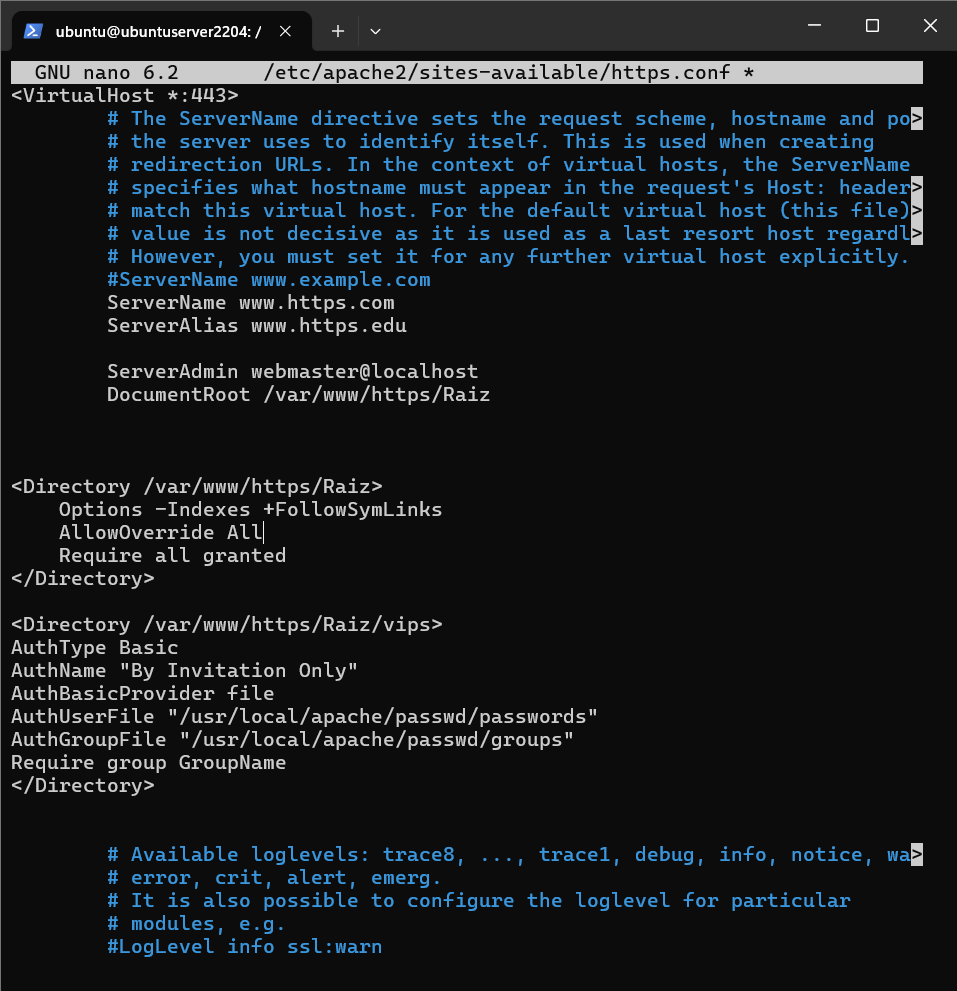 ubuntu@ubuntuserver2204: /
GNU nano 6.2 /etc/apache2/sites-available/https.conf *
<VirtualHost *:443>
# The ServerName directive sets the request scheme, hostname and po>
# the server uses to identify itself. This is used when creating
# redirection URLs. In the context of virtual hosts, the ServerName
# specifies what hostname must appear in the request's Host: header>
# match this virtual host. For the default virtual host (this file)>
# value is not decisive as it is used as a last resort host regardl>
# However, you must set it for any further virtual host explicitly.
#ServerName www.example.com
ServerName www.https.com
ServerAlias www.https.edu
ServerAdmin webmaster@localhost
DocumentRoot /var/www/https/Raiz
<Directory /var/www/https/Raiz>
Options -Indexes +FollowSymLinks
AllowOverride All
Require all granted
</Directory>
<Directory /var/www/https/Raiz/vips>
AuthType Basic
AuthName "By Invitation Only"
AuthBasicProvider file
AuthUserFile "/usr/local/apache/passwd/passwords"
AuthGroupFile "/usr/local/apache/passwd/groups"
Require group GroupName
</Directory>
# Available loglevels: trace8, ..., trace1, debug, info, notice, wa>
# error, crit, alert, emerg.
# It is also possible to configure the loglevel for particular
# modules, e.g.
#LogLevel info ssl:warn